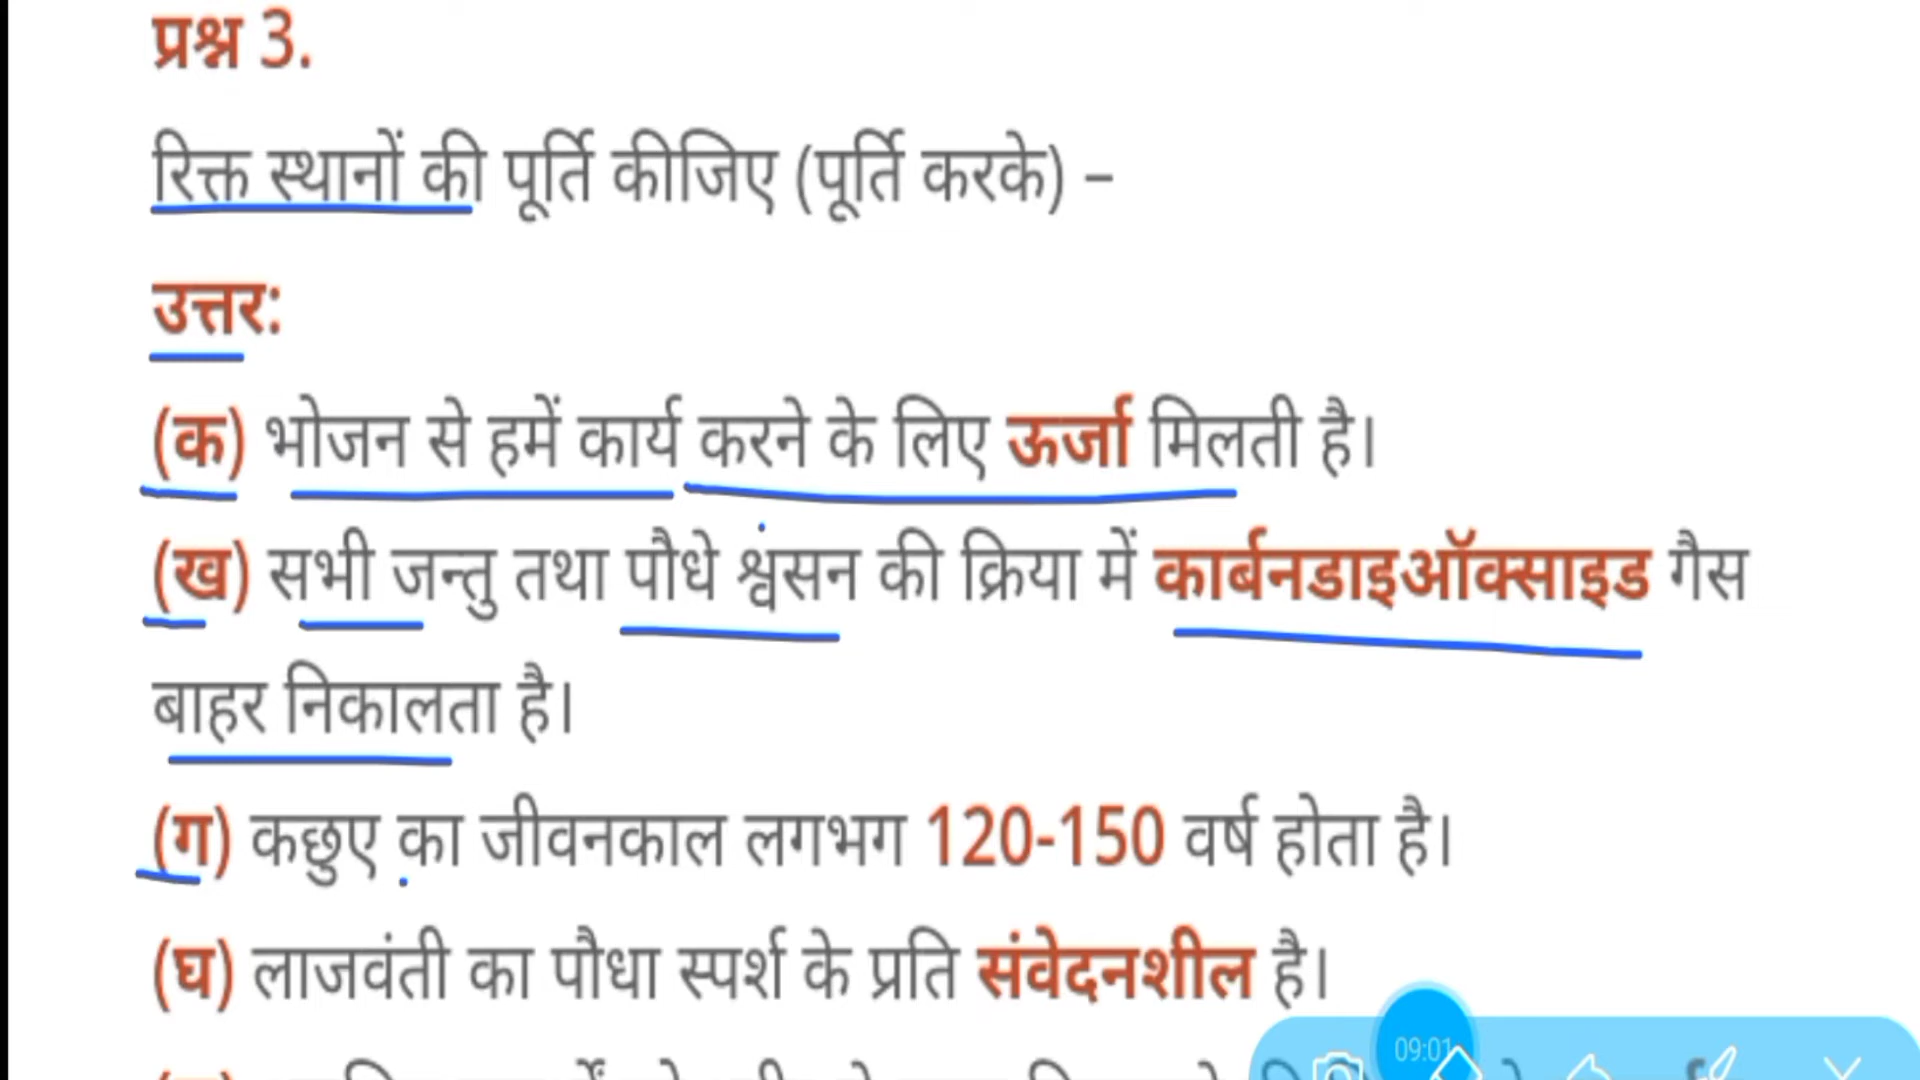 प्रश्न 3.
रिक्त स्थानों की पूर्ति कीजिए (पूर्ति करके) –
उत्तर:
(क) भोजन से हमें कार्य करने के लिए ऊर्जा मिलती है।
(ख) सभी जन्तु तथा पौधे श्वसन की क्रिया में कार्बनडाइऑक्साइड गैस
बाहर निकालता है।
(ग) कछुए का जीवनकाल लगभग 120-150 वर्ष होता है।
(घ) लाजवंती का पौधा स्पर्श के प्रति संवेदनशील है।
09:01